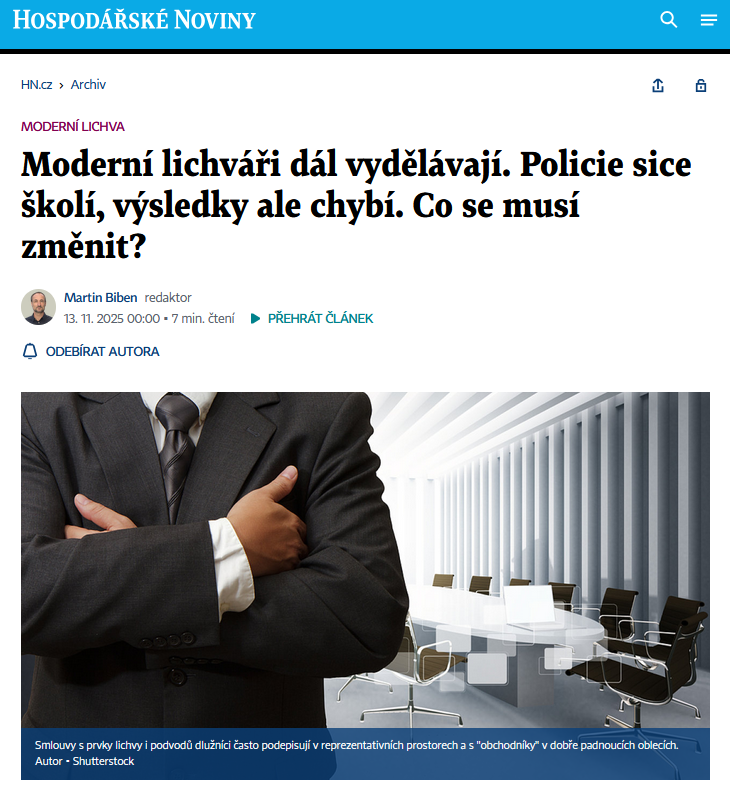 Hospodářské Noviny
HN.cz › Archiv
MODERNÍ LICHVA
Moderní lichváři dál vydělávají. Policie sice
školí, výsledky ale chybí. Co se musí
změnit?
Martin Biben redaktor
13. 11. 2025 00:00 • 7 min. čtení PŘEHRÁT ČLÁNEK
ODEBÍRAT AUTORA
Smlouvy s prvky lichvy i podvodů dlužníci často podepisují v reprezentativních prostorech a s "obchodníky" v dobře padnoucích oblecích.
Autor • Shutterstock